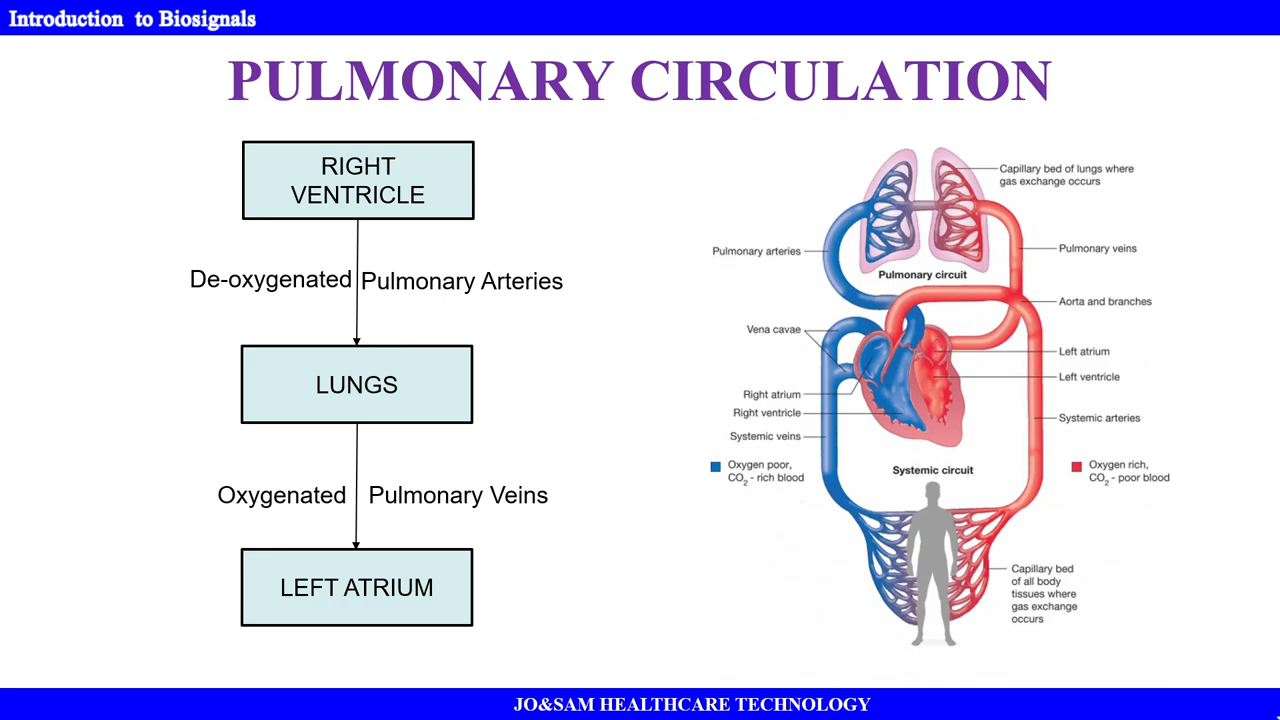 Introduction to Biosignals
PULMONARY CIRCULATION
RIGHT
VENTRICLE
De-oxygenated
Pulmonary Arteries
LUNGS
Oxygenated
Pulmonary Veins
LEFT ATRIUM
Capillary bed of lungs where
gas exchange occurs
Pulmonary arteries
Pulmonary veins
Pulmonary circuit
Aorta and branches
Vena cavae
Left atrium
Left ventricle
Right atrium
Right ventricle
Systemic arteries
Systemic veins
Oxygen poor,
CO2 - rich blood
Systemic circuit
Oxygen rich,
CO2 - poor blood
Capillary bed
of all body
tissues where
gas exchange
occurs
JO&SAM HEALTHCARE TECHNOLOGY